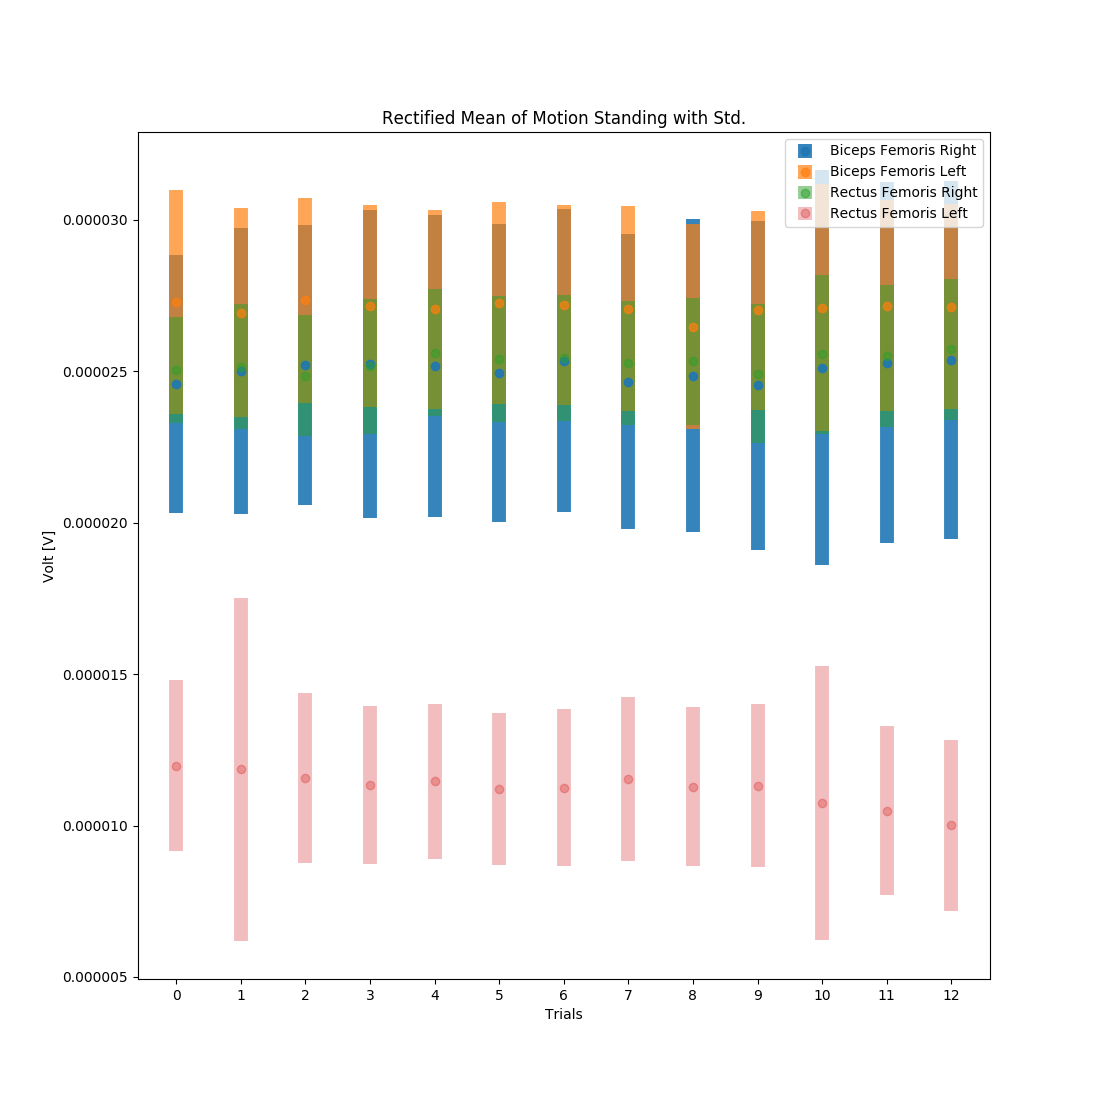 Rectified Mean of Motion Standing with Std.
Biceps Femoris Right
Biceps Femoris Left
Rectus Femoris Right
Rectus Femoris Left
0.000030
0.000025
0.000020
0.000015
0.000010
0.000005
Volt [V]
0 1 2 3 4 5 6 7 8 9 10 11 12
Trials